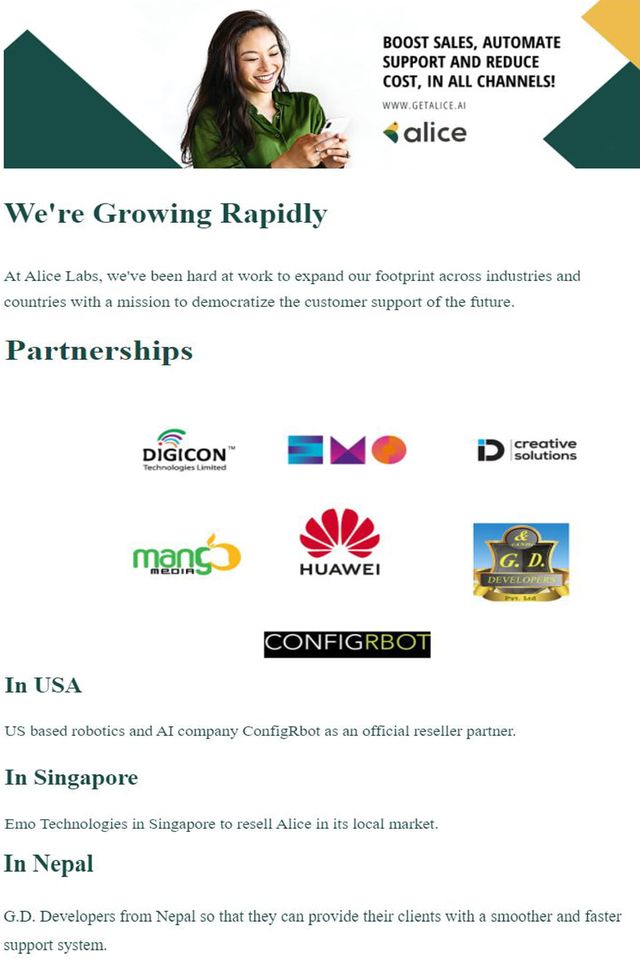 BOOST SALES, AUTOMATE
SUPPORT AND REDUCE
COST, IN ALL CHANNELS!
WWW.GETALICE.AI
alice
We're Growing Rapidly
At Alice Labs, we've been hard at work to expand our footprint across industries and
countries with a mission to democratize the customer support of the future.
Partnerships
DIGICON™
Technologies Limited
EMO
iD creative
solutions
mango
MEDIA
HUAWEI
&
G. D.
DEVELOPERS
Pvt. Ltd
CONFIGRBOT
In USA
US based robotics and AI company ConfigRbot as an official reseller partner.
In Singapore
Emo Technologies in Singapore to resell Alice in its local market.
In Nepal
G.D. Developers from Nepal so that they can provide their clients with a smoother and faster
support system.